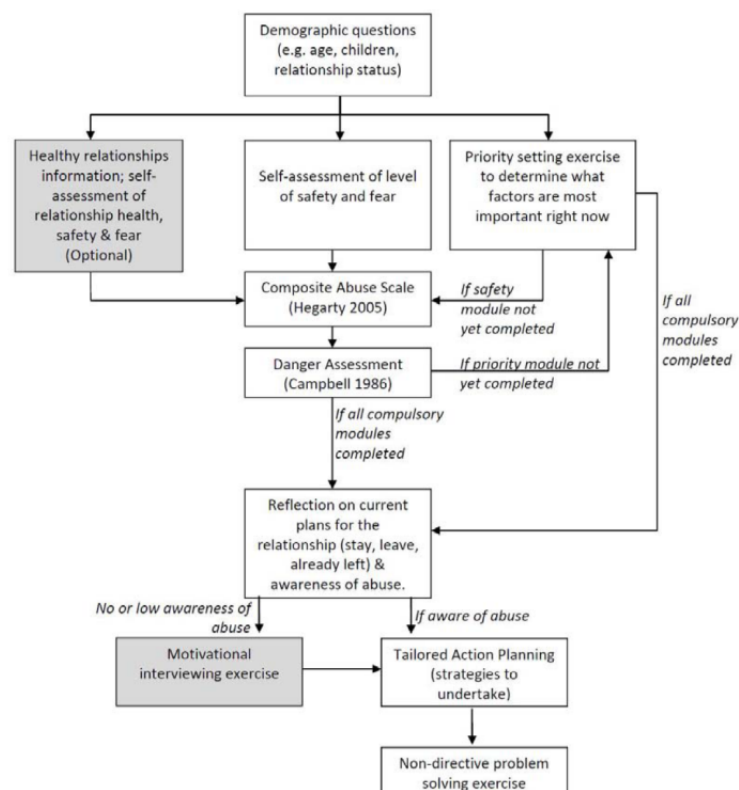 Demographic questions
(e.g. age, children,
relationship status)
Healthy relationships
information; self-
assessment of
relationship health,
safety & fear
(Optional)
Self-assessment of level
of safety and fear
Priority setting exercise
to determine what
factors are most
important right now
Composite Abuse Scale
(Hegarty 2005)
If safety
module not
yet completed
If all
compulsory
modules
completed
Danger Assessment
(Campbell 1986)
If priority module not
yet completed
If all compulsory
modules
completed
Reflection on current
plans for the
relationship (stay, leave,
already left) &
awareness of abuse.
No or low awareness of
abuse
If aware of abuse
Motivational
interviewing exercise
Tailored Action Planning
(strategies to
undertake)
Non-directive problem
solving exercise